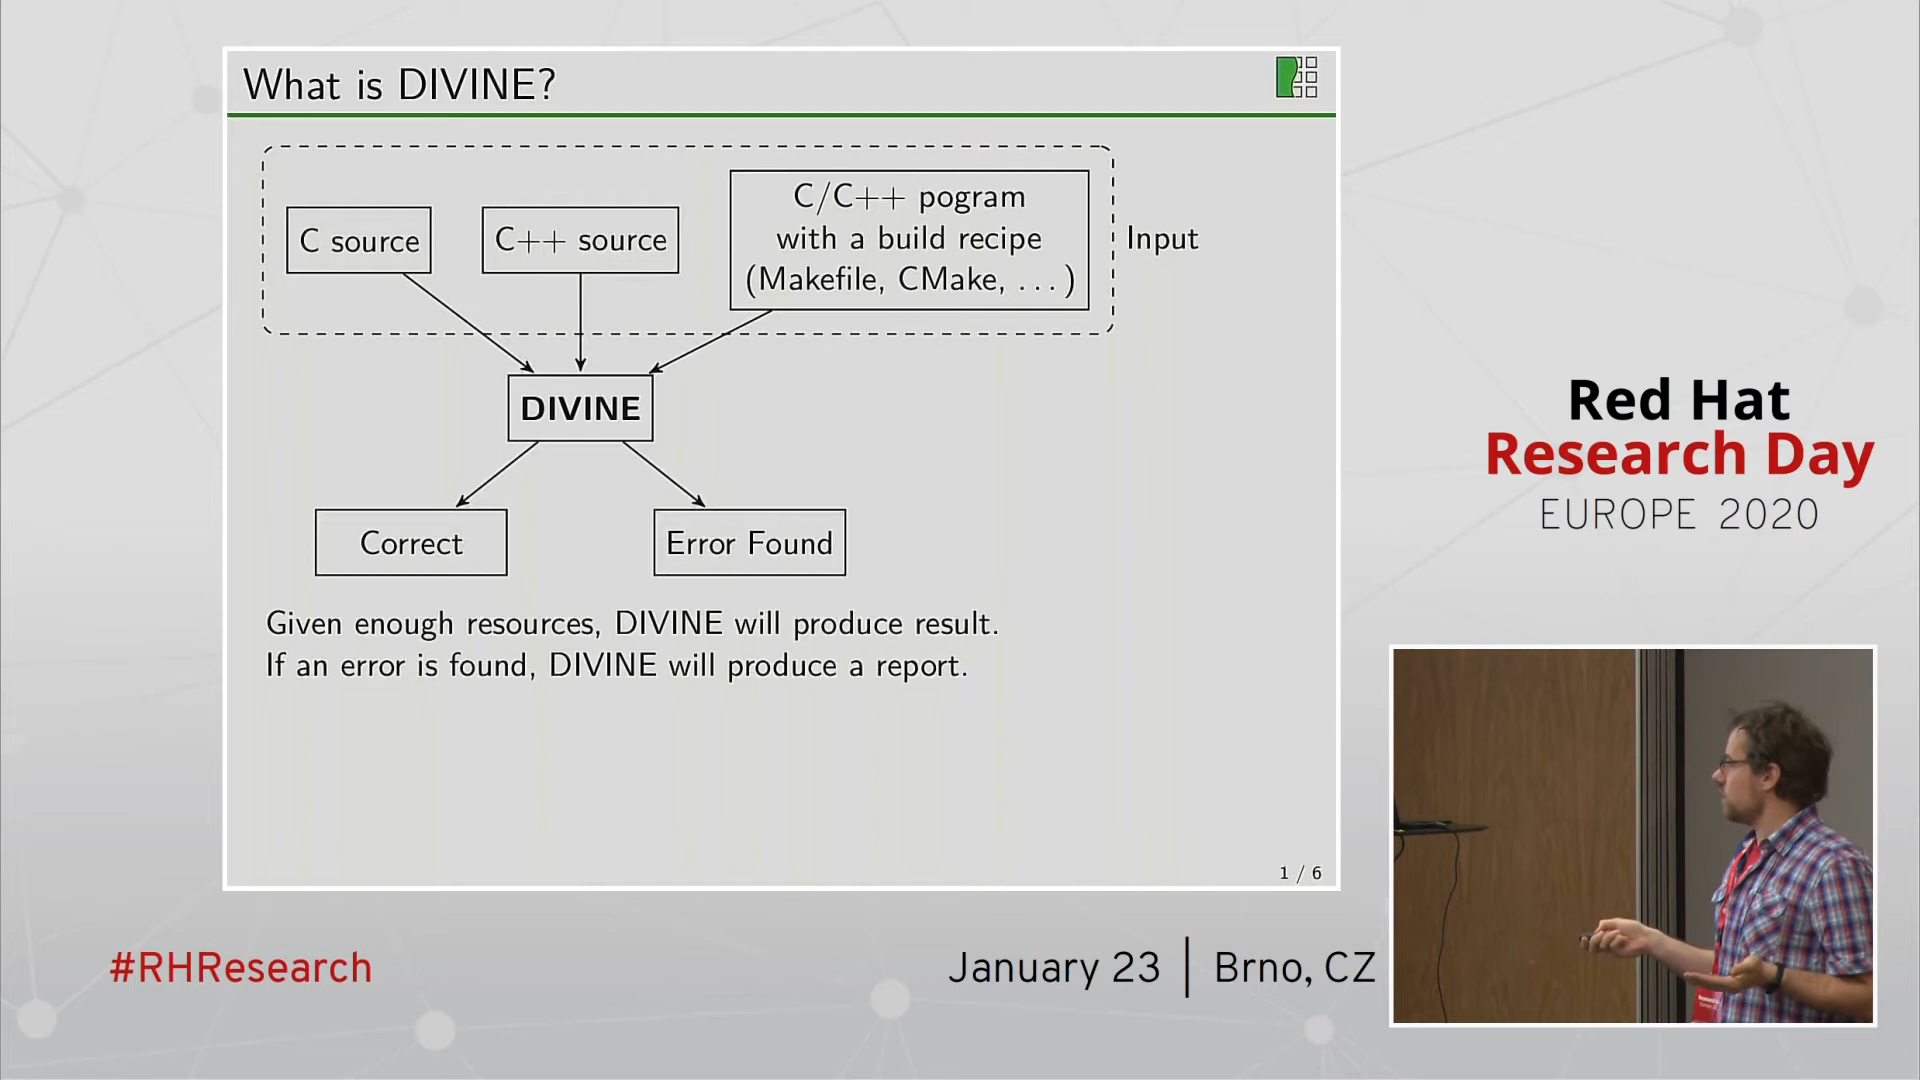 What is DIVINE?
C source
C++ source
C/C++ pogram
with a build recipe
(Makefile, CMake, ...)
Input
DIVINE
Correct
Error Found
Given enough resources, DIVINE will produce result.
If an error is found, DIVINE will produce a report.
1 / 6
Red Hat
Research Day
EUROPE 2020
#RHResearch
January 23 | Brno, CZ